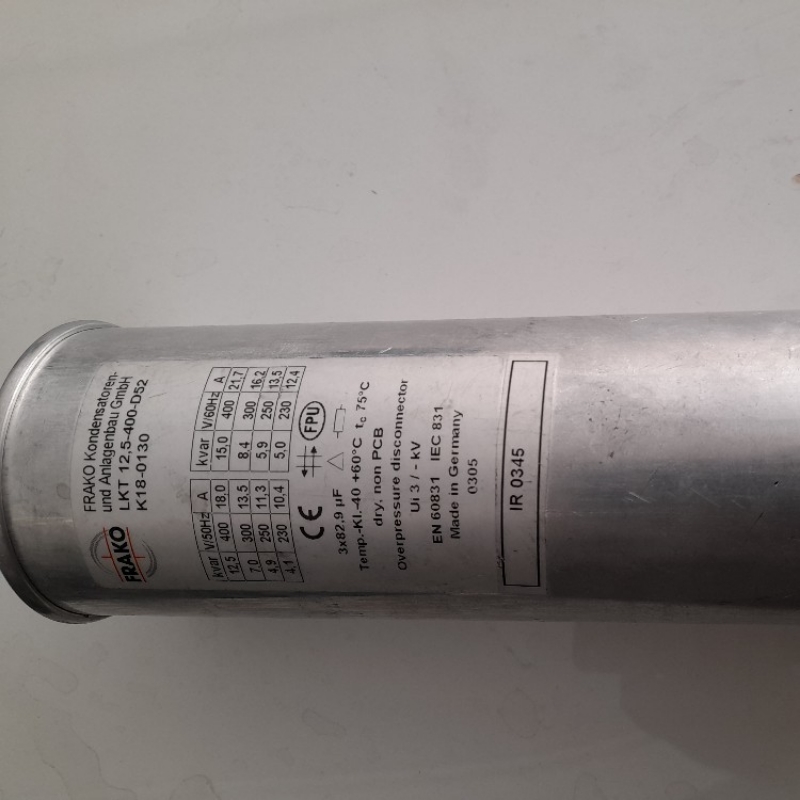 FRAKO
FRAKO Kondensatoren-
und Anlagenbau GmbH
LKT 12,5-400-D52
K18-0130
kvar V/50Hz A kvar V/60Hz A
12,5 400 18,0 15,0 400 21,7
7,0 300 13,5 8,4 300 16,2
4,9 250 11,3 5,9 250 13,5
4,1 230 10,4 5,0 230 12,4
CE FPU
3x82,9 µF
Temp.-Kl.-40 +60°C tc 75°C
dry, non PCB
Overpressure disconnector
Ui 3 / - kV
EN 60831 IEC 831
Made in Germany
0305
IR 0345